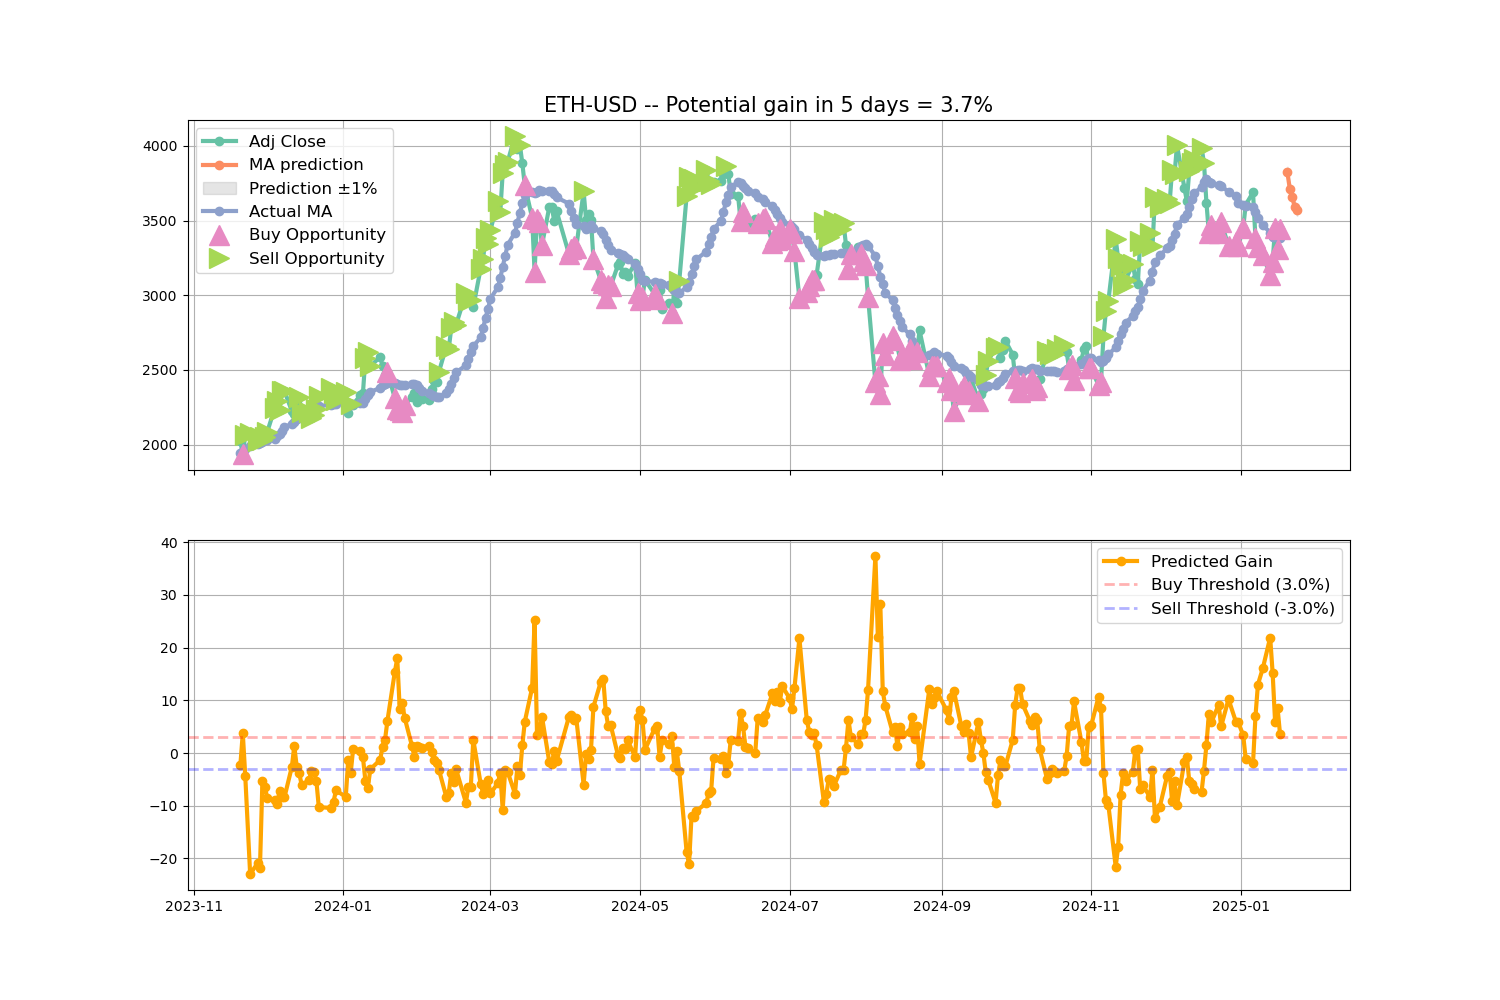 ETH-USD -- Potential gain in 5 days = 3.7%
Adj Close
MA prediction
Prediction ±1%
Actual MA
Buy Opportunity
Sell Opportunity
4000
3500
3000
2500
2000
Predicted Gain
Buy Threshold (3.0%)
Sell Threshold (-3.0%)
40
30
20
10
0
−10
−20
2023-11 2024-01 2024-03 2024-05 2024-07 2024-09 2024-11 2025-01